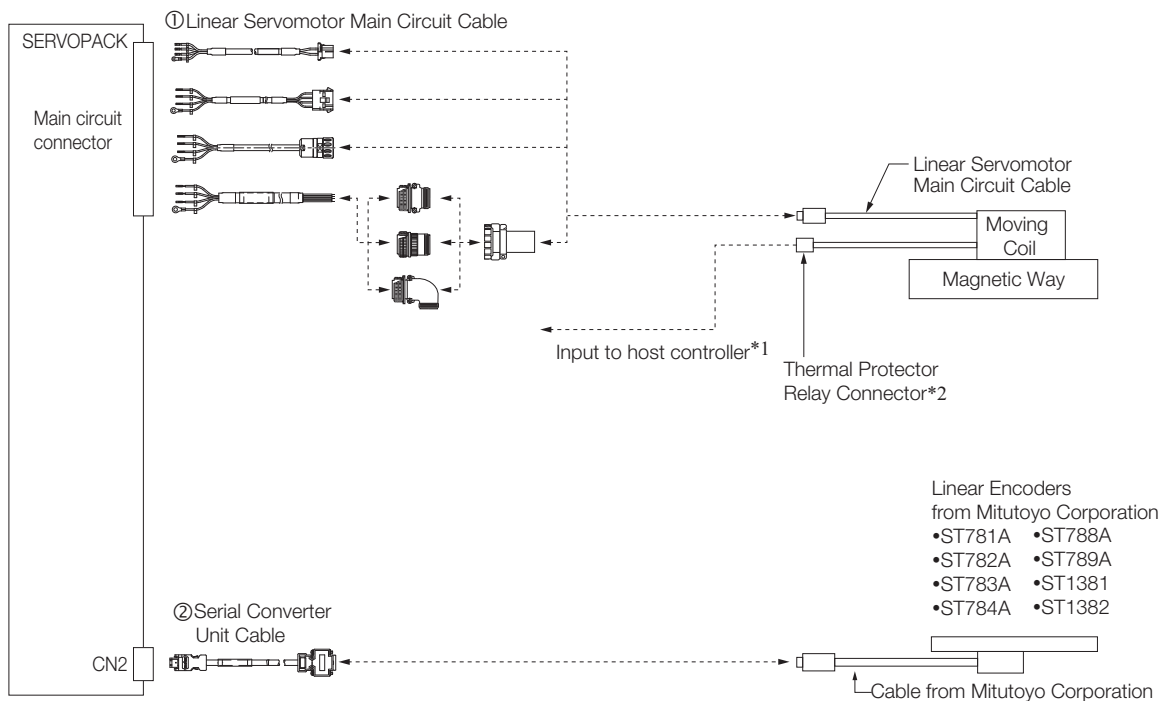 ①Linear Servomotor Main Circuit Cable
SERVOPACK
Main circuit
connector
Linear Servomotor
Main Circuit Cable
Moving
Coil
Magnetic Way
Input to host controller*1
Thermal Protector
Relay Connector*2
Linear Encoders
from Mitutoyo Corporation
•ST781A •ST788A
•ST782A •ST789A
•ST783A •ST1381
•ST784A •ST1382
②Serial Converter
Unit Cable
CN2
Cable from Mitutoyo Corporation